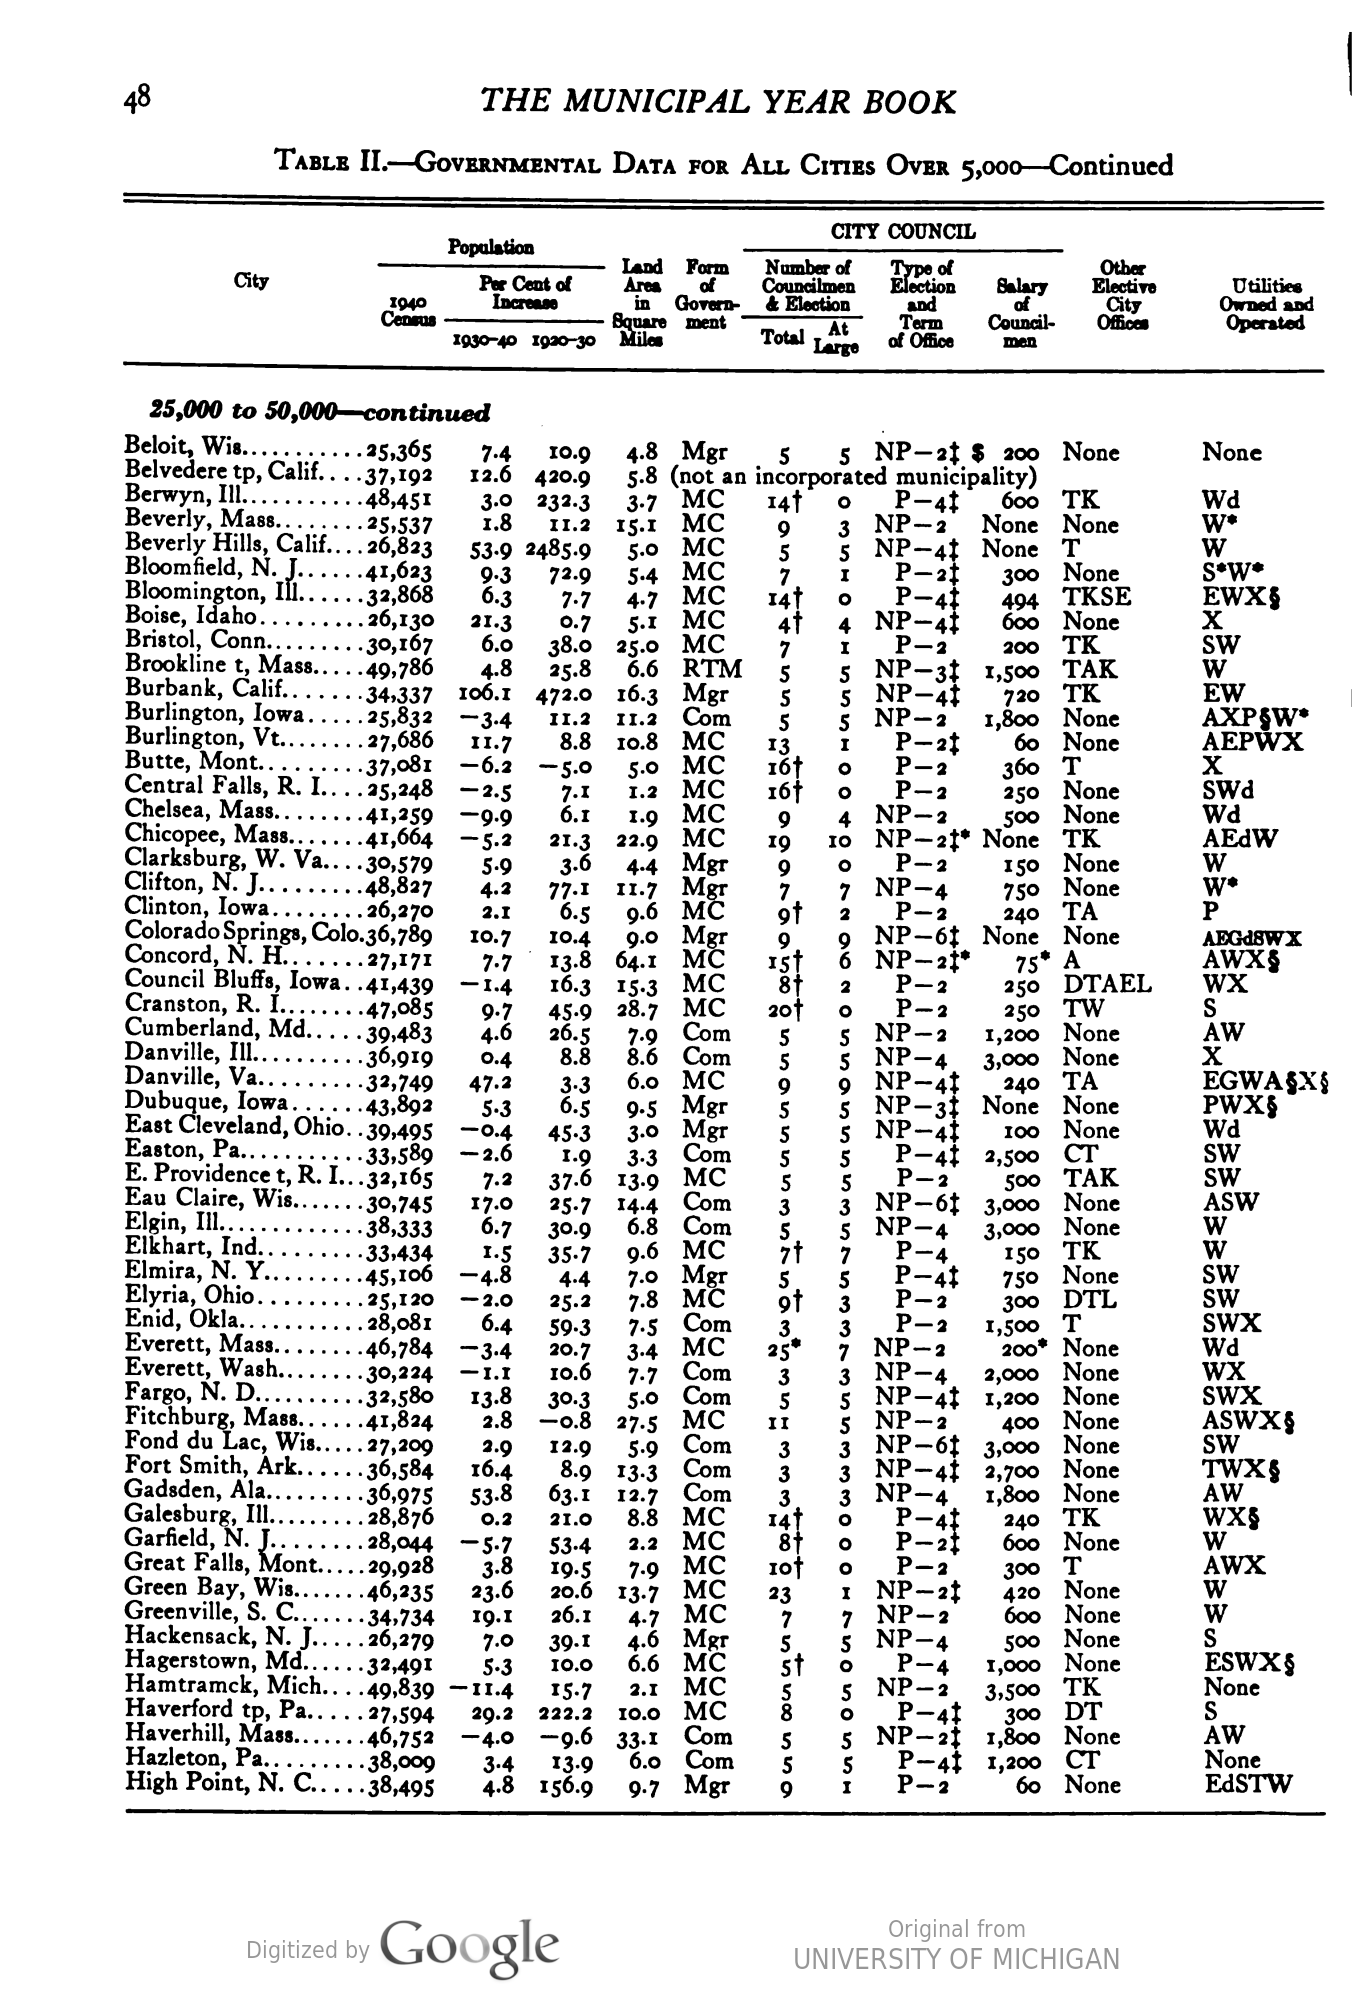 48 THE MUNICIPAL YEAR BOOK
TABLE II.—GOVERNMENTAL DATA FOR ALL CITIES OVER 5,000—Continued
CITY COUNCIL
Population
City 1940 Census Per Cent of Increase 1930-40 1920-30 Land Area in Square Miles Form of Government Number of Councilmen & Election Total At Large Type of Election and Term of Office Salary of Council-men Other Elective City Offices Utilities Owned and Operated
25,000 to 50,000—continued
Beloit, Wis...........25,365 7.4 10.9 4.8 Mgr 5 5 NP—2‡ $ 200 None None
Belvedere tp, Calif....37,192 12.6 420.9 5.8 (not an incorporated municipality)
Berwyn, Ill...........48,451 3.0 232.3 3.7 MC 14† 0 P—4‡ 600 TK Wd
Beverly, Mass........25,537 1.8 11.2 15.1 MC 9 3 NP—2 None None W*
Beverly Hills, Calif....26,823 53.9 2485.9 5.0 MC 5 5 NP—4‡ None T W
Bloomfield, N. J......41,623 9.3 72.9 5.4 MC 7 1 P—2‡ 300 None S*W*
Bloomington, Ill......32,868 6.3 7.7 4.7 MC 14† 0 P—4‡ 494 TKSE EWX§
Boise, Idaho.........26,130 21.3 0.7 5.1 MC 4† 4 NP—4‡ 600 None X
Bristol, Conn.........30,167 6.0 38.0 25.0 MC 7 1 P—2 200 TK SW
Brookline t, Mass.....49,786 4.8 25.8 6.6 RTM 5 5 NP—3‡ 1,500 TAK W
Burbank, Calif.......34,337 106.1 472.0 16.3 Mgr 5 5 NP—4‡ 720 TK EW
Burlington, Iowa.....25,832 —3.4 11.2 11.2 Com 5 5 NP—2 1,800 None AXP§W*
Burlington, Vt........27,686 11.7 8.8 10.8 MC 13 1 P—2‡ 60 None AEPWX
Butte, Mont..........37,081 —6.2 —5.0 5.0 MC 16† 0 P—2 360 T X
Central Falls, R. I....25,248 —2.5 7.1 1.2 MC 16† 0 P—2 250 None SWd
Chelsea, Mass........41,259 —9.9 6.1 1.9 MC 9 4 NP—2 500 None Wd
Chicopee, Mass.......41,664 —5.2 21.3 22.9 MC 19 10 NP—2‡* None TK AEdW
Clarksburg, W. Va....30,579 5.9 3.6 4.4 Mgr 9 0 P—2 150 None W
Clifton, N. J.........48,827 4.2 77.1 11.7 Mgr 7 7 NP—4 750 None W*
Clinton, Iowa........26,270 2.1 6.5 9.6 MC 9† 2 P—2 240 TA P
Colorado Springs, Colo.36,789 10.7 10.4 9.0 Mgr 9 9 NP—6‡ None None AEGdSWX
Concord, N. H.......27,171 7.7 13.8 64.1 MC 15† 6 NP—2‡* 75* A AWX§
Council Bluffs, Iowa..41,439 —1.4 16.3 15.3 MC 8† 2 P—2 250 DTAEL WX
Cranston, R. I........47,085 9.7 45.9 28.7 MC 20† 0 P—2 250 TW S
Cumberland, Md.....39,483 4.6 26.5 7.9 Com 5 5 NP—2 1,200 None AW
Danville, Ill..........36,919 0.4 8.8 8.6 Com 5 5 NP—4 3,000 None X
Danville, Va..........32,749 47.2 3.3 6.0 MC 9 9 NP—4‡ 240 TA EGWA§X§
Dubuque, Iowa......43,892 5.3 6.5 9.5 Mgr 5 5 NP—3‡ None None PWX§
East Cleveland, Ohio..39,495 —0.4 45.3 3.0 Mgr 5 5 NP—4‡ 100 None Wd
Easton, Pa...........33,589 —2.6 1.9 3.3 Com 5 5 P—4‡ 2,500 CT SW
E. Providence t, R. I...32,165 7.2 37.6 13.9 MC 5 5 P—2 500 TAK SW
Eau Claire, Wis.......30,745 17.0 25.7 14.4 Com 3 3 NP—6‡ 3,000 None ASW
Elgin, Ill.............38,333 6.7 30.9 6.8 Com 5 5 NP—4 3,000 None W
Elkhart, Ind..........33,434 1.5 35.7 9.6 MC 7† 7 P—4 150 TK W
Elmira, N. Y.........45,106 —4.8 4.4 7.0 Mgr 5 5 P—4‡ 750 None SW
Elyria, Ohio.........25,120 —2.0 25.2 7.8 MC 9† 3 P—2 300 DTL SW
Enid, Okla...........28,081 6.4 59.3 7.5 Com 3 3 P—2 1,500 T SWX
Everett, Mass........46,784 —3.4 20.7 3.4 MC 25* 7 NP—2 200* None Wd
Everett, Wash........30,224 —1.1 10.6 7.7 Com 3 3 NP—4 2,000 None WX
Fargo, N. D..........32,580 13.8 30.3 5.0 Com 5 5 NP—4‡ 1,200 None SWX
Fitchburg, Mass......41,824 2.8 —0.8 27.5 MC 11 5 NP—2 400 None ASWX§
Fond du Lac, Wis.....27,209 2.9 12.9 5.9 Com 3 3 NP—6‡ 3,000 None SW
Fort Smith, Ark......36,584 16.4 8.9 13.3 Com 3 3 NP—4‡ 2,700 None TWX§
Gadsden, Ala.........36,975 53.8 63.1 12.7 Com 3 3 NP—4 1,800 None AW
Galesburg, Ill.........28,876 0.2 21.0 8.8 MC 14† 0 P—4‡ 240 TK WX§
Garfield, N. J.........28,044 —5.7 53.4 2.2 MC 8† 0 P—2‡ 600 None W
Great Falls, Mont.....29,928 3.8 19.5 7.9 MC 10† 0 P—2 300 T AWX
Green Bay, Wis.......46,235 23.6 20.6 13.7 MC 23 1 NP—2‡ 420 None W
Greenville, S. C.......34,734 19.1 26.1 4.7 MC 7 7 NP—2 600 None W
Hackensack, N. J.....26,279 7.0 39.1 4.6 Mgr 5 5 NP—4 500 None S
Hagerstown, Md......32,491 5.3 10.0 6.6 MC 5† 0 P—4 1,000 None ESWX§
Hamtramck, Mich....49,839 —11.4 15.7 2.1 MC 5 5 NP—2 3,500 TK None
Haverford tp, Pa.....27,594 29.2 222.2 10.0 MC 8 0 P—4‡ 300 DT S
Haverhill, Mass.......46,752 —4.0 —9.6 33.1 Com 5 5 NP—2‡ 1,800 None AW
Hazleton, Pa.........38,009 3.4 13.9 6.0 Com 5 5 P—4‡ 1,200 CT None
High Point, N. C.....38,495 4.8 156.9 9.7 Mgr 9 1 P—2 60 None EdSTW
Digitized by Google
Original from
UNIVERSITY OF MICHIGAN